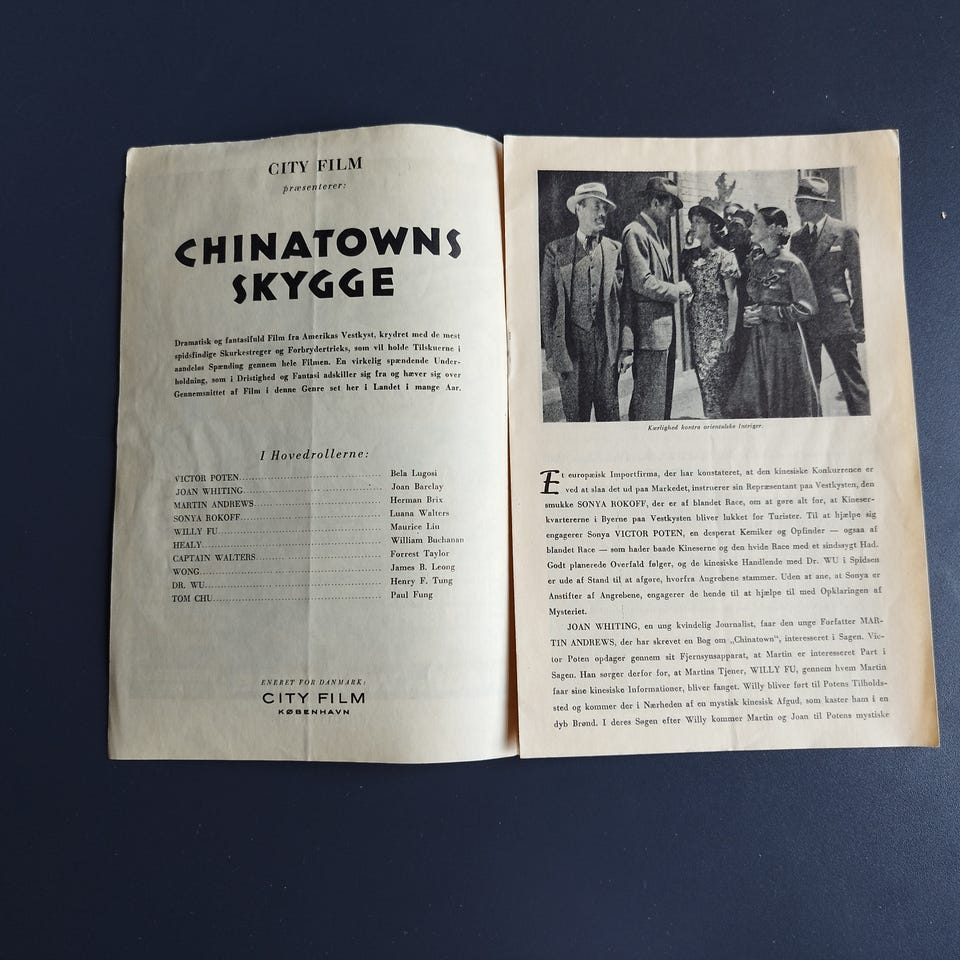 CITY FILM
præsenterer:
CHINATOWNS
SKYGGE
Dramatisk og fantasifuld Film fra Amerikas Vestkyst, krydret med de mest
spidsfindige Skurkestreger og Forbrydertricks, som vil holde Tilskuerne i
aandeløs Spænding gennem hele Filmen. En virkelig spændende Under-
holdning, som i Dristighed og Fantasi adskiller sig fra og hæver sig over
Gennemsnittet af Film i denne Genre set her i Landet i mange Aar.
I Hovedrollerne:
VICTOR POTEN........ Bela Lugosi
JOAN WHITING........ Joan Barclay
MARTIN ANDREWS........ Herman Brix
SONYA ROKOFF........ Luana Walters
WILLY FU........ Maurice Liu
HEALY........ William Buchanan
CAPTAIN WALTERS........ Forrest Taylor
WONG........ James B. Leong
DR. WU........ Henry F. Tung
TOM CHU........ Paul Fung
ENERET FOR DANMARK:
CITY FILM
KØBENHAVN
Kærlighed kontra orientalske Intriger.
Et europæisk Importfirma, der har konstateret, at den kinesiske Konkurrence er
ved at slaa det ud paa Markedet, instruerer sin Repræsentant paa Vestkysten, den
smukke SONYA ROKOFF, der er af blandet Race, om at gøre alt for, at Kineser-
kvartererne i Byerne paa Vestkysten bliver lukket for Turister. Til at hjælpe sig
engagerer Sonya VICTOR POTEN, en desperat Kemiker og Opfinder — ogsaa af
blandet Race — som hader baade Kineserne og den hvide Race med et sindssygt Had.
Godt planerede Overfald følger, og de kinesiske Handlende med Dr. WU i Spidsen
er ude af Stand til at afgøre, hvorfra Angrebene stammer. Uden at ane, at Sonya er
Anstifter af Angrebene, engagerer de hende til at hjælpe til med Opklaringen af
Mysteriet.
JOAN WHITING, en ung kvindelig Journalist, faar den unge Forfatter MAR-
TIN ANDREWS, der har skrevet en Bog om „Chinatown", interesseret i Sagen. Vic-
tor Poten opdager gennem sit Fjernsynsapparat, at Martin er interesseret Part i
Sagen. Han sørger derfor for, at Martins Tjener, WILLY FU, gennem hvem Martin
faar sine kinesiske Informationer, bliver fanget. Willy bliver ført til Potens Tilholds-
sted og kommer der i Nærheden af en mystisk kinesisk Afgud, som kaster ham i en
dyb Brønd. I deres Søgen efter Willy kommer Martin og Joan til Potens mystiske